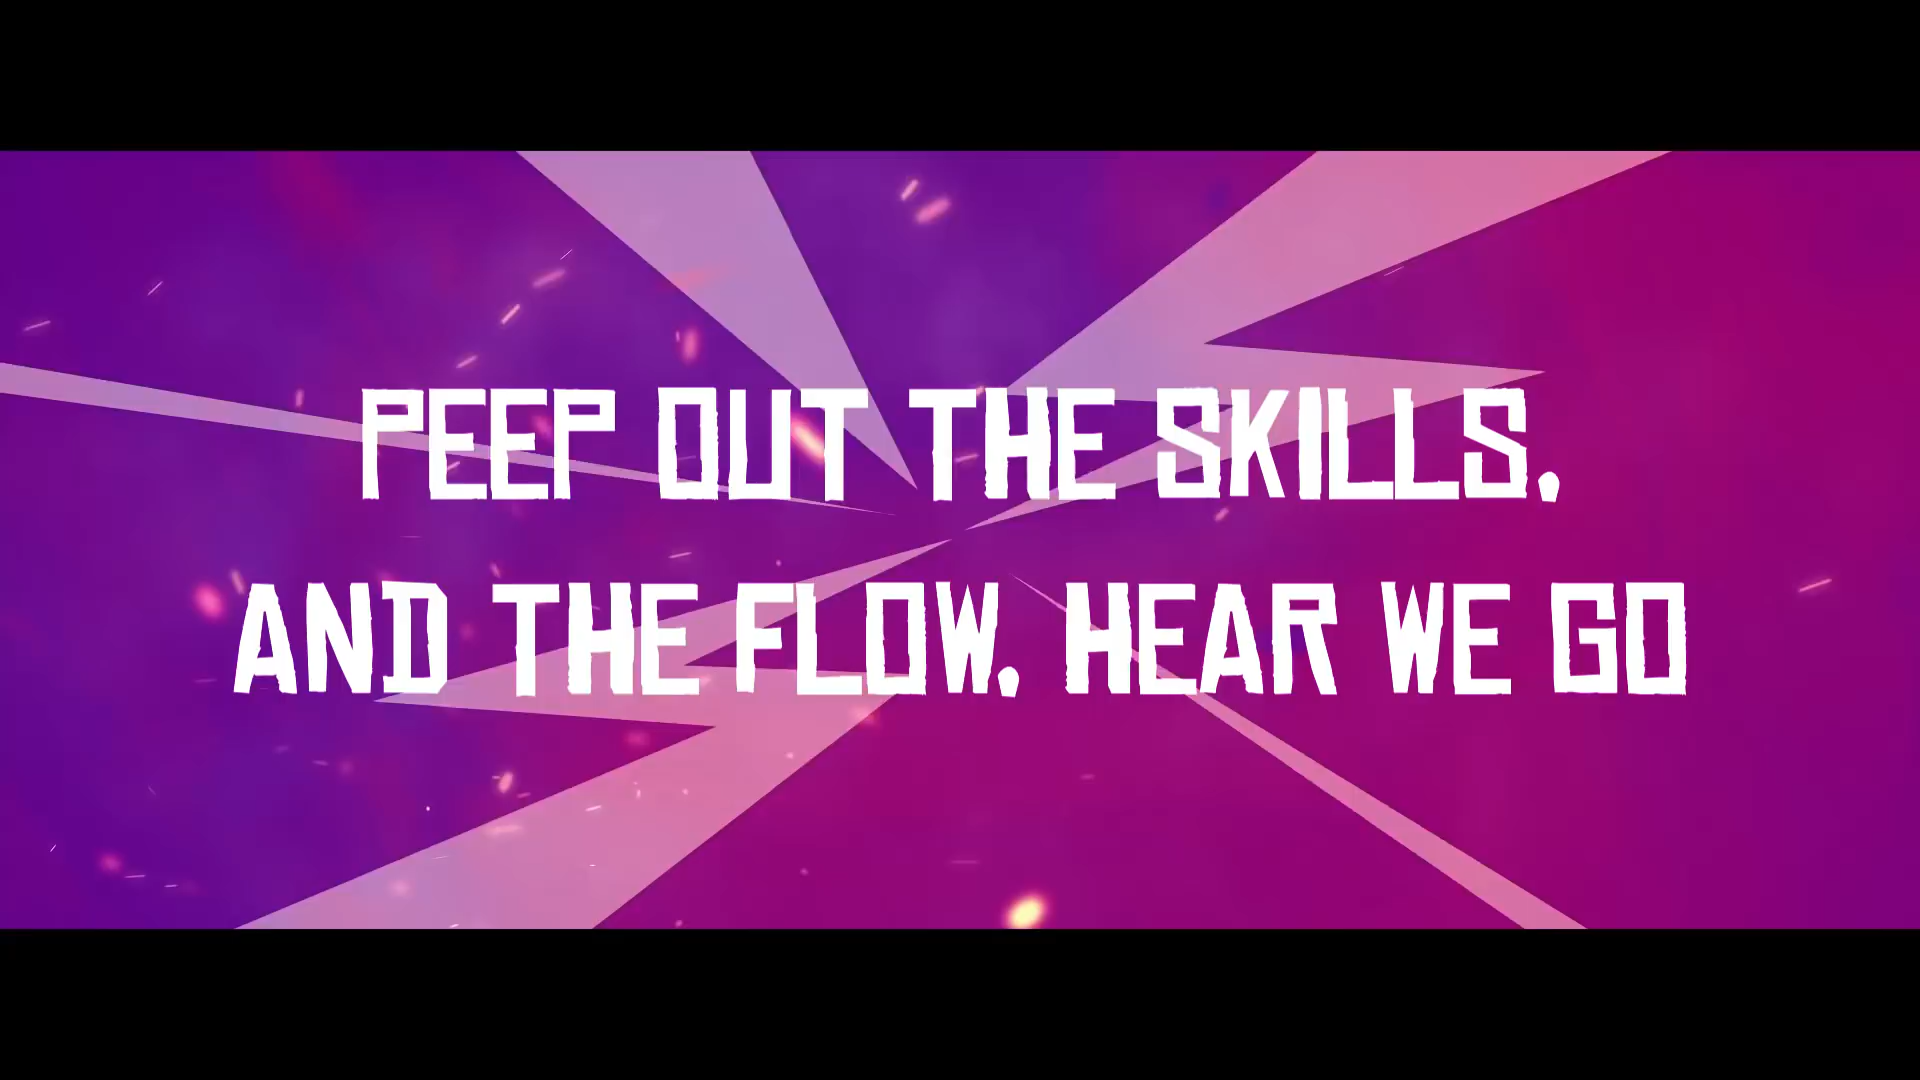 PEEP OUT THE SKILLS,
AND THE FLOW, HEAR WE GO